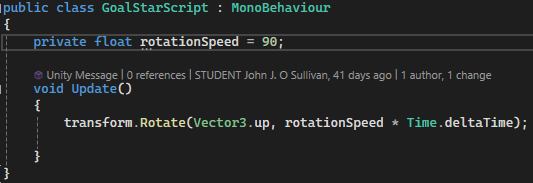 public class GoalStarScript : MonoBehaviour
{
private float rotationSpeed = 90;
Unity Message | 0 references | STUDENT John J. O Sullivan, 41 days ago | 1 author, 1 change
void Update()
{
transform.Rotate(Vector3.up, rotationSpeed * Time.deltaTime);
}
}